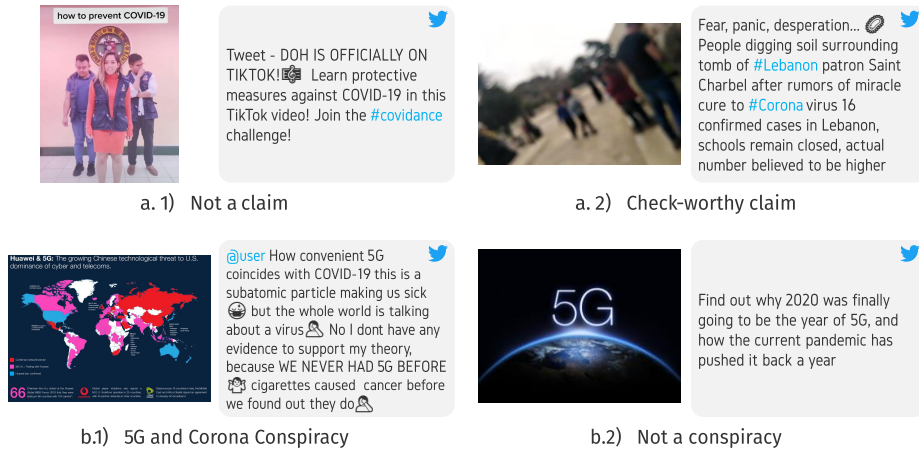 how to prevent COVID-19
Tweet - DOH IS OFFICIALLY ON
TIKTOK! Learn protective
measures against COVID-19 in this
TikTok video! Join the #covidance
challenge!
a. 1) Not a claim
Fear, panic, desperation...
People digging soil surrounding
tomb of #Lebanon patron Saint
Charbel after rumors of miracle
cure to #Corona virus 16
confirmed cases in Lebanon,
schools remain closed, actual
number believed to be higher
a. 2) Check-worthy claim
Huawei & 5G: The growing Chinese technological threat to U.S.
dominance of cyber and telecoms.
66
@user How convenient 5G
coincides with COVID-19 this is a
subatomic particle making us sick
but the whole world is talking
about a virus No I dont have any
evidence to support my theory,
because WE NEVER HAD 5G BEFORE
cigarettes caused cancer before
we found out they do
b.1) 5G and Corona Conspiracy
5G
Find out why 2020 was finally
going to be the year of 5G, and
how the current pandemic has
pushed it back a year
b.2) Not a conspiracy